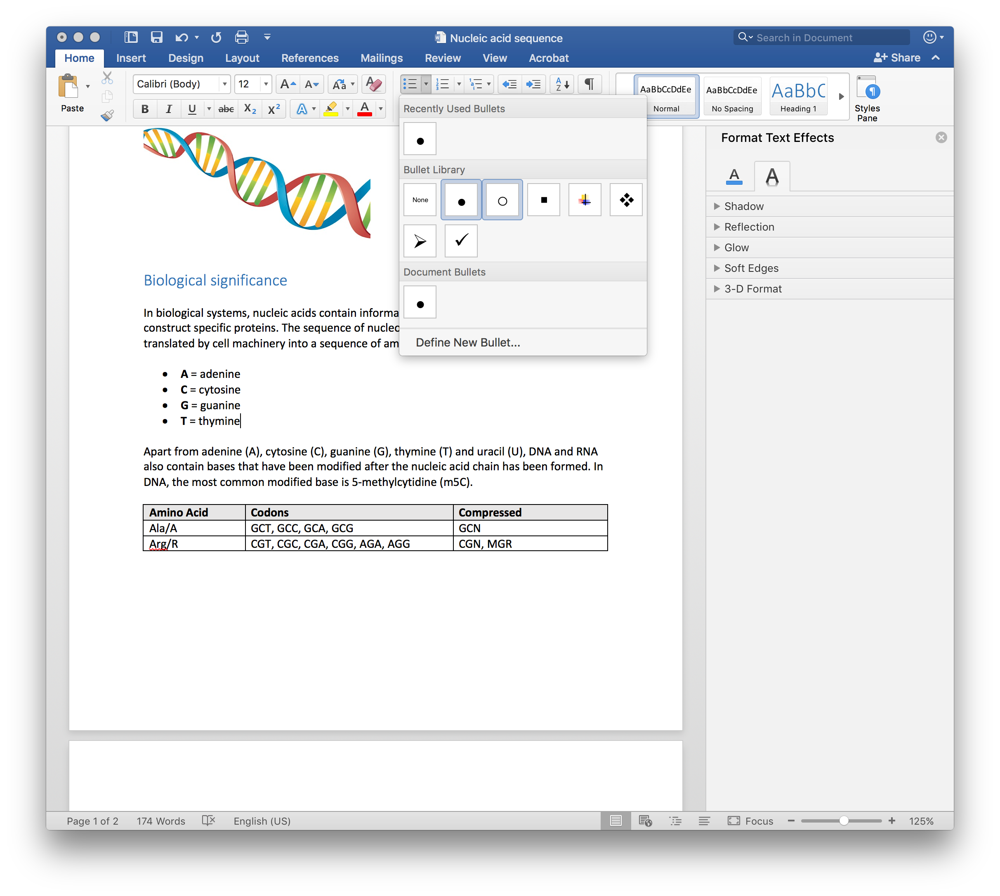 Nucleic acid sequence
Search in Document
Home Insert Design Layout References Mailings Review View Acrobat Share
Paste
Calibri (Body) 12
AaBbCcDdEe AaBbCcDdEe AaBbC
Normal No Spacing Heading 1
Styles
Pane
Recently Used Bullets
Bullet Library
None
Document Bullets
Define New Bullet...
Biological significance
In biological systems, nucleic acids contain informa
construct specific proteins. The sequence of nucleo
translated by cell machinery into a sequence of am
• A = adenine
• C = cytosine
• G = guanine
• T = thymine
Apart from adenine (A), cytosine (C), guanine (G), thymine (T) and uracil (U), DNA and RNA
also contain bases that have been modified after the nucleic acid chain has been formed. In
DNA, the most common modified base is 5-methylcytidine (m5C).
Amino Acid Codons Compressed
Ala/A GCT, GCC, GCA, GCG GCN
Arg/R CGT, CGC, CGA, CGG, AGA, AGG CGN, MGR
Format Text Effects
Shadow
Reflection
Glow
Soft Edges
3-D Format
Page 1 of 2 174 Words English (US) Focus 125%